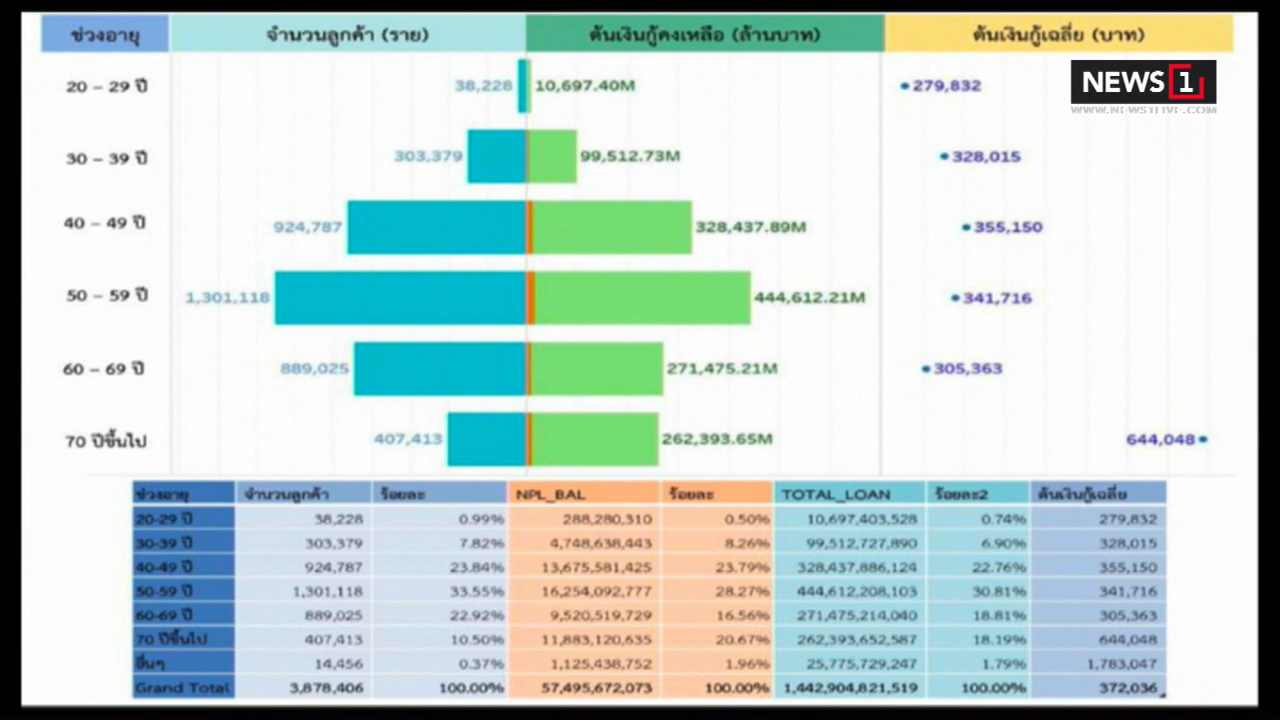 ช่วงอายุ จำนวนลูกค้า (ราย) ต้นเงินกู้คงเหลือ (ล้านบาท) ต้นเงินกู้เฉลี่ย (บาท)
NEWS 1
WWW.NEWS1LIVE.COM
20 – 29 ปี 38,228 10,697.40M 279,832
30 – 39 ปี 303,379 99,512.73M 328,015
40 – 49 ปี 924,787 328,437.89M 355,150
50 – 59 ปี 1,301,118 444,612.21M 341,716
60 – 69 ปี 889,025 271,475.21M 305,363
70 ปีขึ้นไป 407,413 262,393.65M 644,048
ช่วงอายุ จำนวนลูกค้า ร้อยละ NPL_BAL ร้อยละ TOTAL_LOAN ร้อยละ2 ต้นเงินกู้เฉลี่ย
20-29 ปี 38,228 0.99% 288,280,310 0.50% 10,697,403,528 0.74% 279,832
30-39 ปี 303,379 7.82% 4,748,638,443 8.26% 99,512,727,890 6.90% 328,015
40-49 ปี 924,787 23.84% 13,675,581,425 23.79% 328,437,886,124 22.76% 355,150
50-59 ปี 1,301,118 33.55% 16,254,092,777 28.27% 444,612,208,103 30.81% 341,716
60-69 ปี 889,025 22.92% 9,520,519,729 16.56% 271,475,214,040 18.81% 305,363
70 ปีขึ้นไป 407,413 10.50% 11,883,120,635 20.67% 262,393,652,587 18.19% 644,048
อื่นๆ 14,456 0.37% 1,125,438,752 1.96% 25,775,729,247 1.79% 1,783,047
Grand Total 3,878,406 100.00% 57,495,672,073 100.00% 1,442,904,821,519 100.00% 372,036